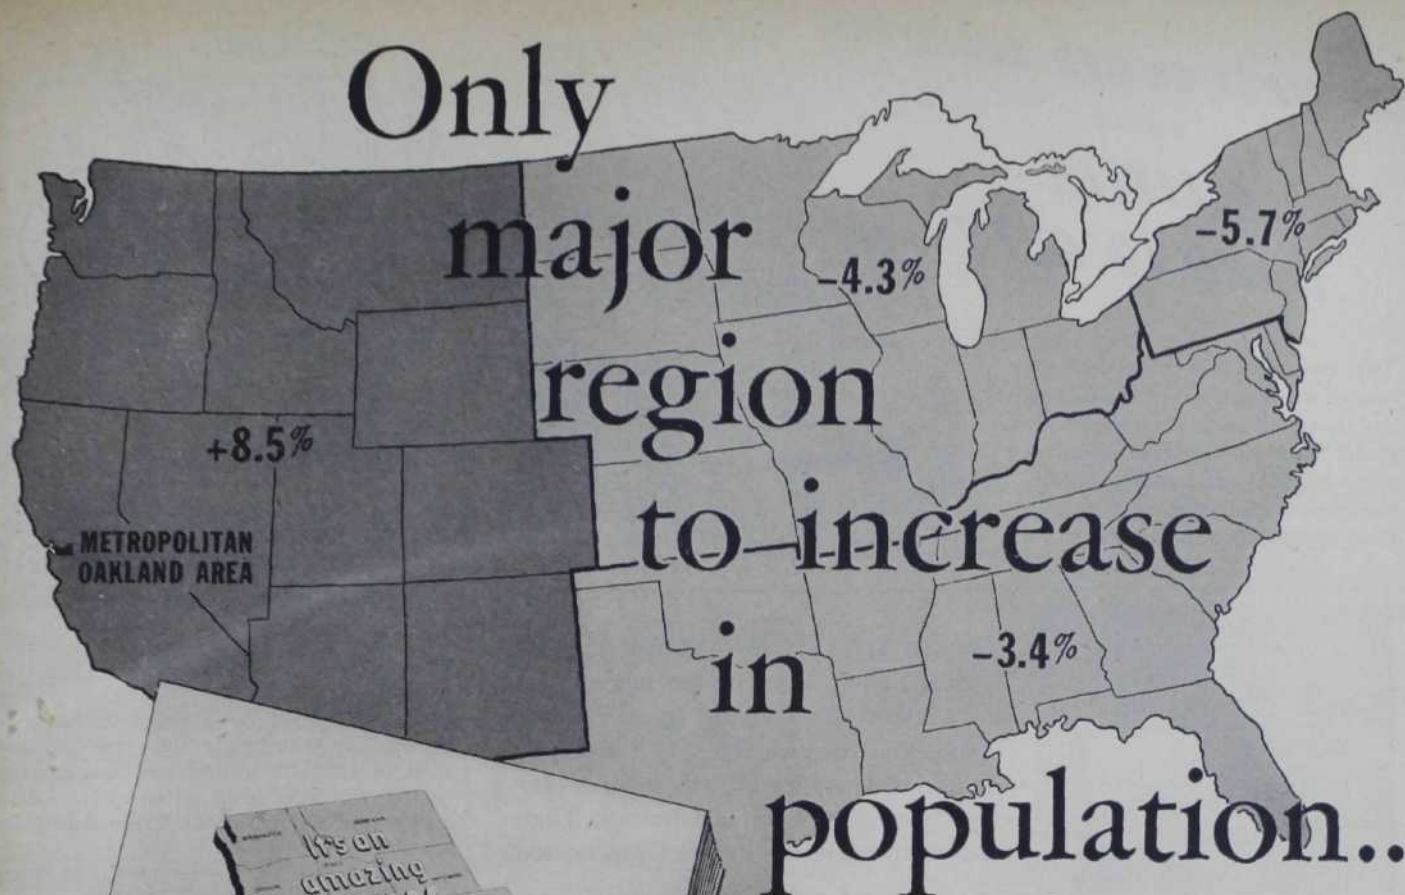 Only
major
region
to increase
in
population..
-5.7%
-4.3%
+8.5%
METROPOLITAN
OAKLAND AREA
-3.4%
It's an
amazing